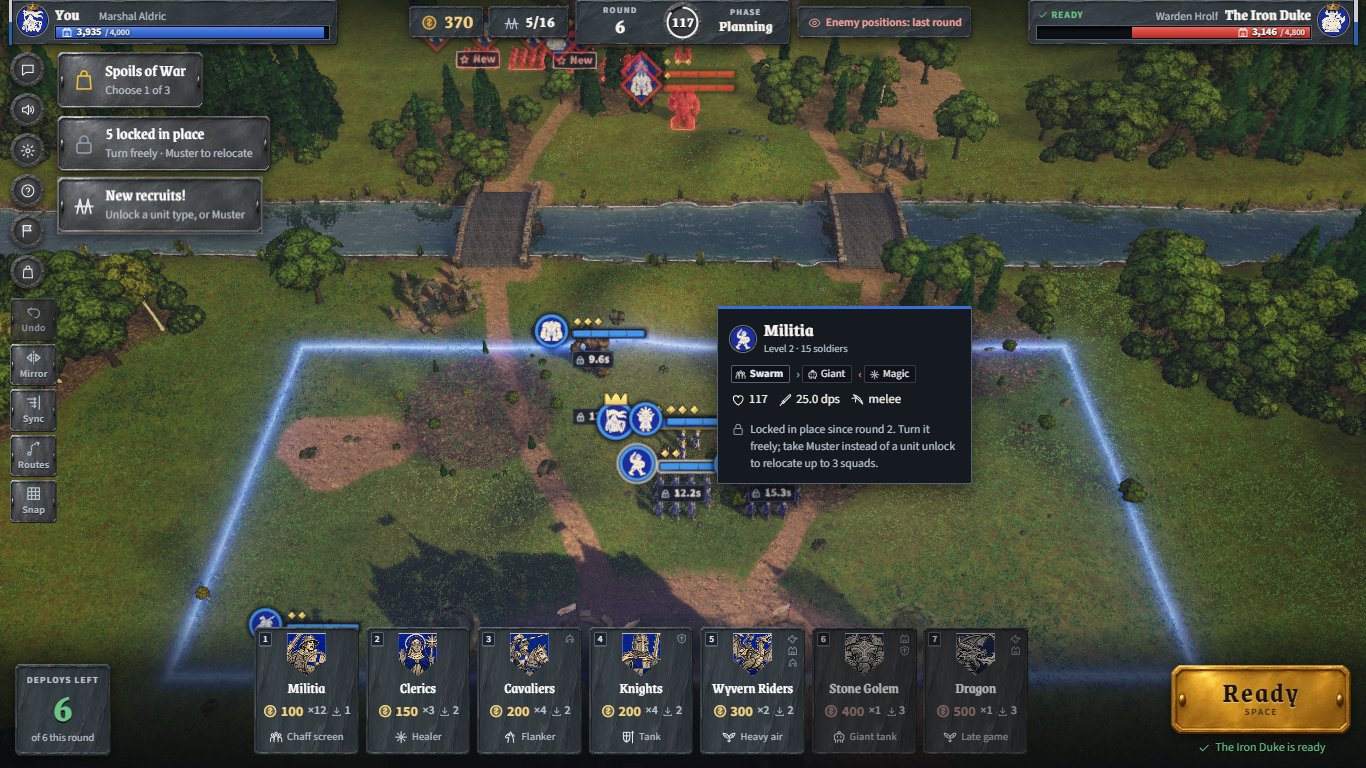 You Marshal Aldric
3,935 / 4,000
370
5/16
ROUND
6
117
PHASE
Planning
Enemy positions: last round
READY
Warden Hrolf The Iron Duke
3,146 / 4,800
New
New
Spoils of War
Choose 1 of 3
5 locked in place
Turn freely · Muster to relocate
New recruits!
Unlock a unit type, or Muster
Undo
Mirror
Sync
Routes
Snap
9.6s
12.2s
15.3s
Militia
Level 2 · 15 soldiers
Swarm › Giant ‹ Magic
117 25.0 dps melee
Locked in place since round 2. Turn it
freely; take Muster instead of a unit unlock
to relocate up to 3 squads.
DEPLOYS LEFT
6
of 6 this round
1
Militia
100 ×12 1
Chaff screen
2
Clerics
150 ×3 2
Healer
3
Cavaliers
200 ×4 2
Flanker
4
Knights
200 ×4 2
Tank
5
Wyvern Riders
300 ×2 2
Heavy air
6
Stone Golem
400 ×1 3
Giant tank
7
Dragon
500 ×1 3
Late game
Ready
SPACE
The Iron Duke is ready